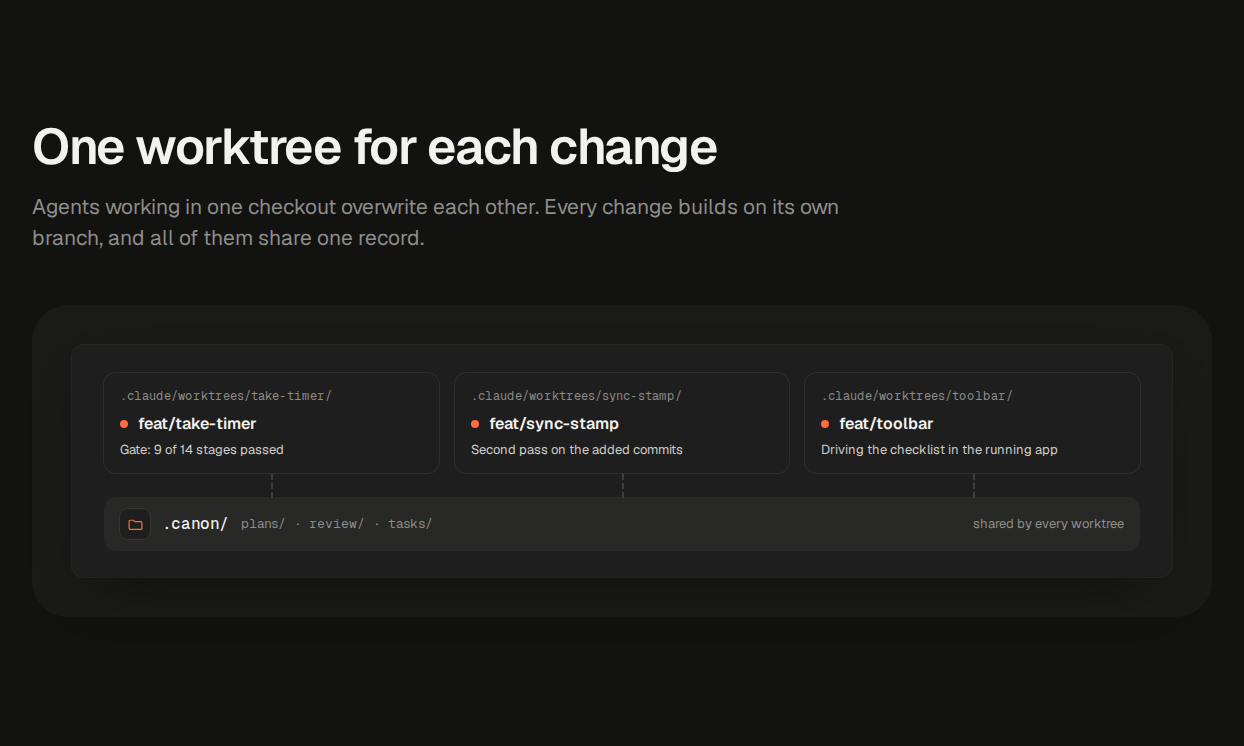 One worktree for each change
Agents working in one checkout overwrite each other. Every change builds on its own
branch, and all of them share one record.
.claude/worktrees/take-timer/
feat/take-timer
Gate: 9 of 14 stages passed
.claude/worktrees/sync-stamp/
feat/sync-stamp
Second pass on the added commits
.claude/worktrees/toolbar/
feat/toolbar
Driving the checklist in the running app
.canon/ plans/ · review/ · tasks/
shared by every worktree